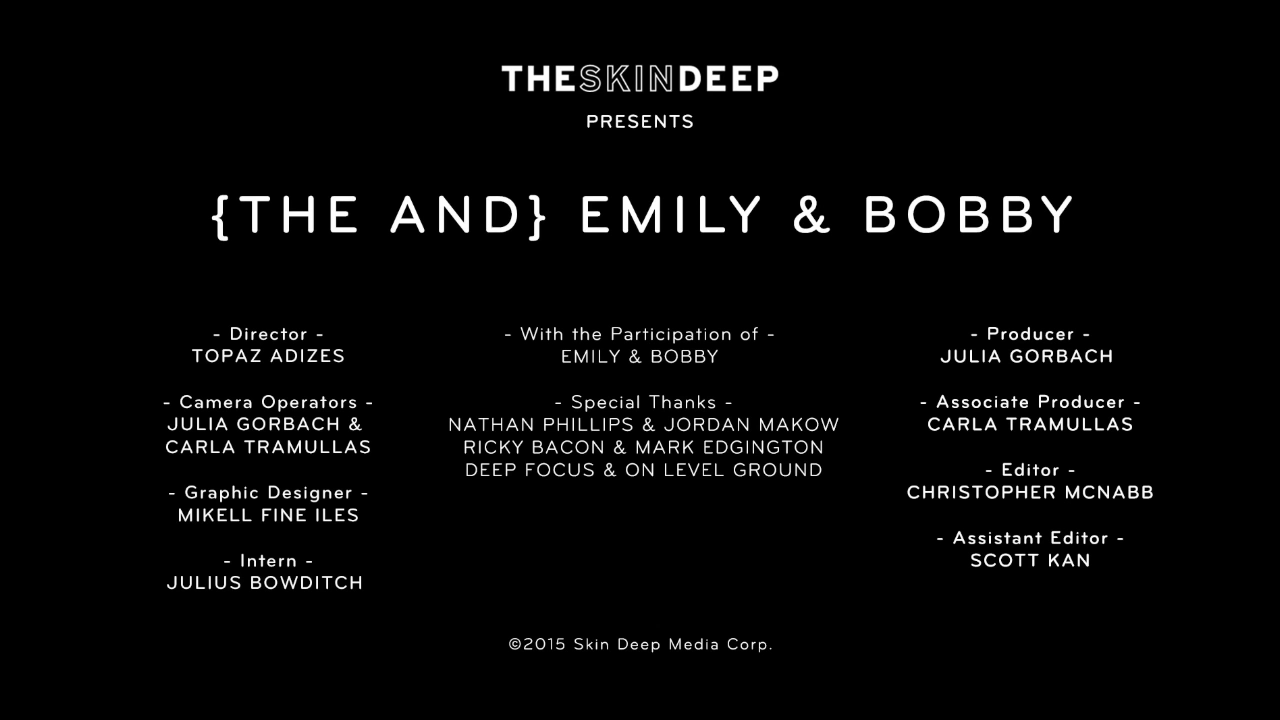 THESKINDEEP
PRESENTS
{THE AND} EMILY & BOBBY
- Director -
TOPAZ ADIZES
- Camera Operators -
JULIA GORBACH &
CARLA TRAMULLAS
- Graphic Designer -
MIKELL FINE ILES
- Intern -
JULIUS BOWDITCH
- With the Participation of -
EMILY & BOBBY
- Special Thanks -
NATHAN PHILLIPS & JORDAN MAKOW
RICKY BACON & MARK EDGINGTON
DEEP FOCUS & ON LEVEL GROUND
- Producer -
JULIA GORBACH
- Associate Producer -
CARLA TRAMULLAS
- Editor -
CHRISTOPHER MCNABB
- Assistant Editor -
SCOTT KAN
©2015 Skin Deep Media Corp.